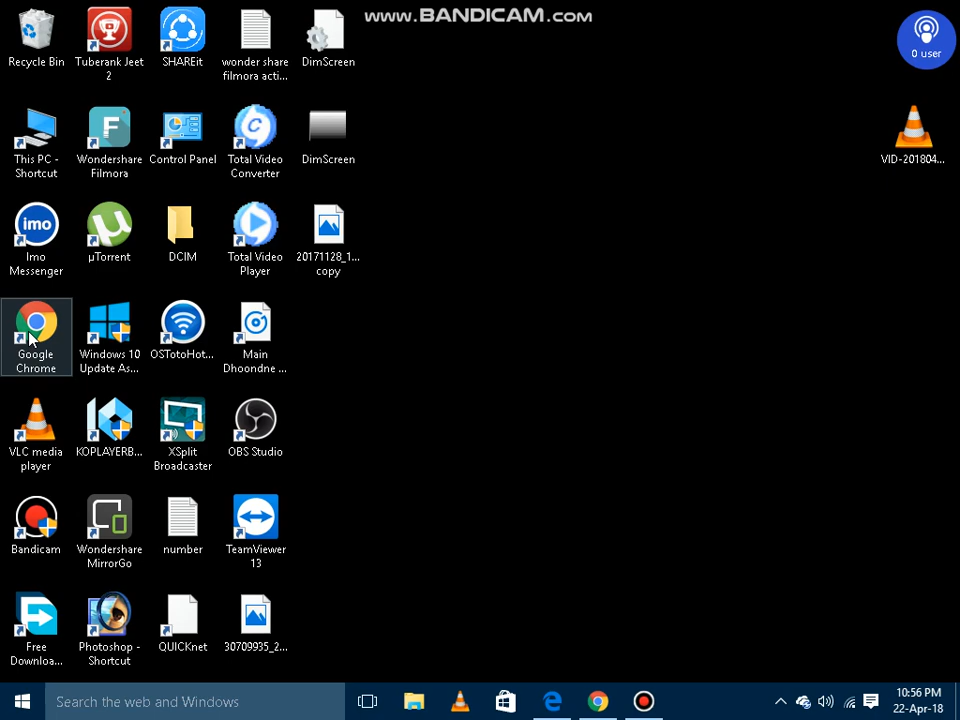 www.BANDICAM.com
0 user
Recycle Bin
Tuberank Jeet
2
SHAREit
wonder share
filmora acti...
DimScreen
This PC -
Shortcut
Wondershare
Filmora
Control Panel
Total Video
Converter
DimScreen
VID-201804...
imo
Imo
Messenger
µTorrent
DCIM
Total Video
Player
20171128_1...
copy
Google
Chrome
Windows 10
Update As...
OSTotoHot...
Main
Dhoondne ...
VLC media
player
KOPLAYERB...
XSplit
Broadcaster
OBS Studio
Bandicam
Wondershare
MirrorGo
number
TeamViewer
13
Free
Downloa...
Photoshop -
Shortcut
QUICKnet
30709935_2...
Search the web and Windows
10:56 PM
22-Apr-18